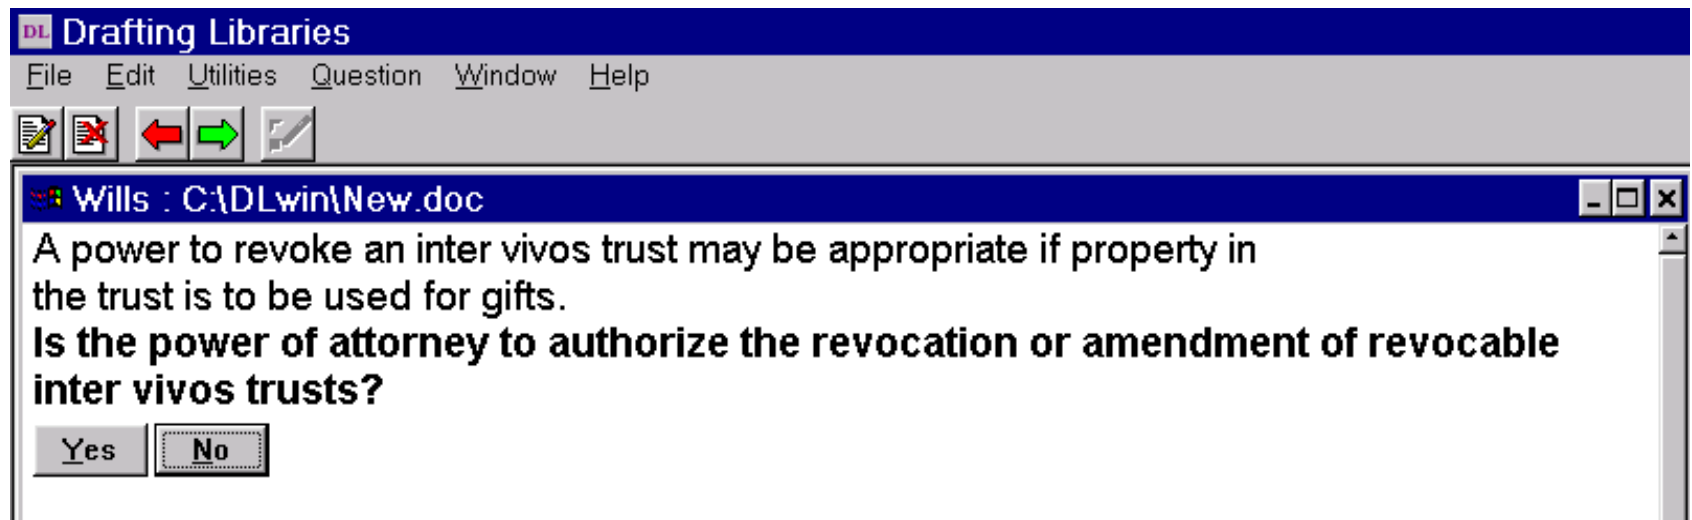 DL Drafting Libraries
File Edit Utilities Question Window Help
Wills : C:\DLwin\New.doc
A power to revoke an inter vivos trust may be appropriate if property in
the trust is to be used for gifts.
Is the power of attorney to authorize the revocation or amendment of revocable
inter vivos trusts?
Yes No